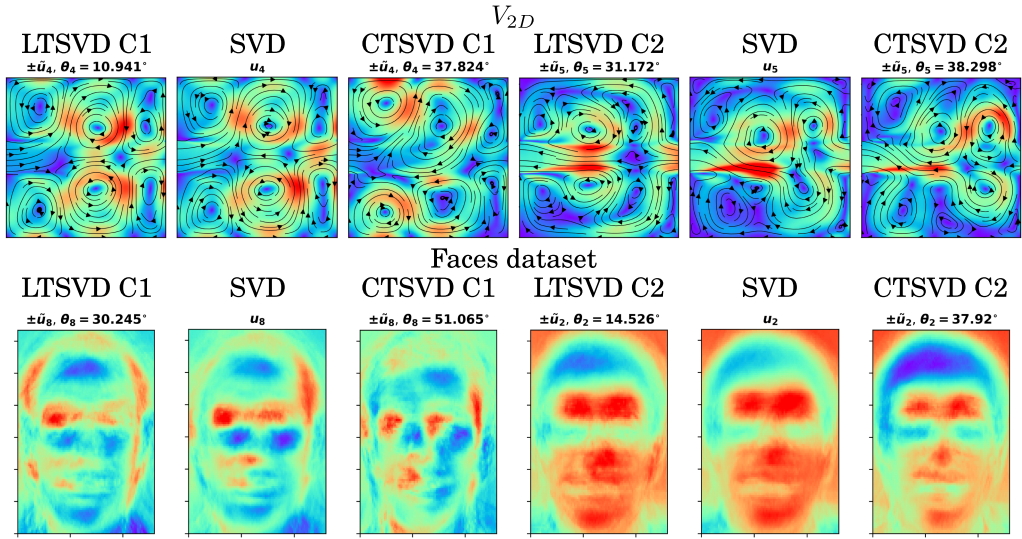 V2D
LTSVD C1 SVD CTSVD C1 LTSVD C2 SVD CTSVD C2
±ũ₄, θ₄ = 10.941° u₄ ±ũ₄, θ₄ = 37.824° ±ũ₅, θ₅ = 31.172° u₅ ±ũ₅, θ₅ = 38.298°
Faces dataset
LTSVD C1 SVD CTSVD C1 LTSVD C2 SVD CTSVD C2
±ũ₈, θ₈ = 30.245° u₈ ±ũ₈, θ₈ = 51.065° ±ũ₂, θ₂ = 14.526° u₂ ±ũ₂, θ₂ = 37.92°